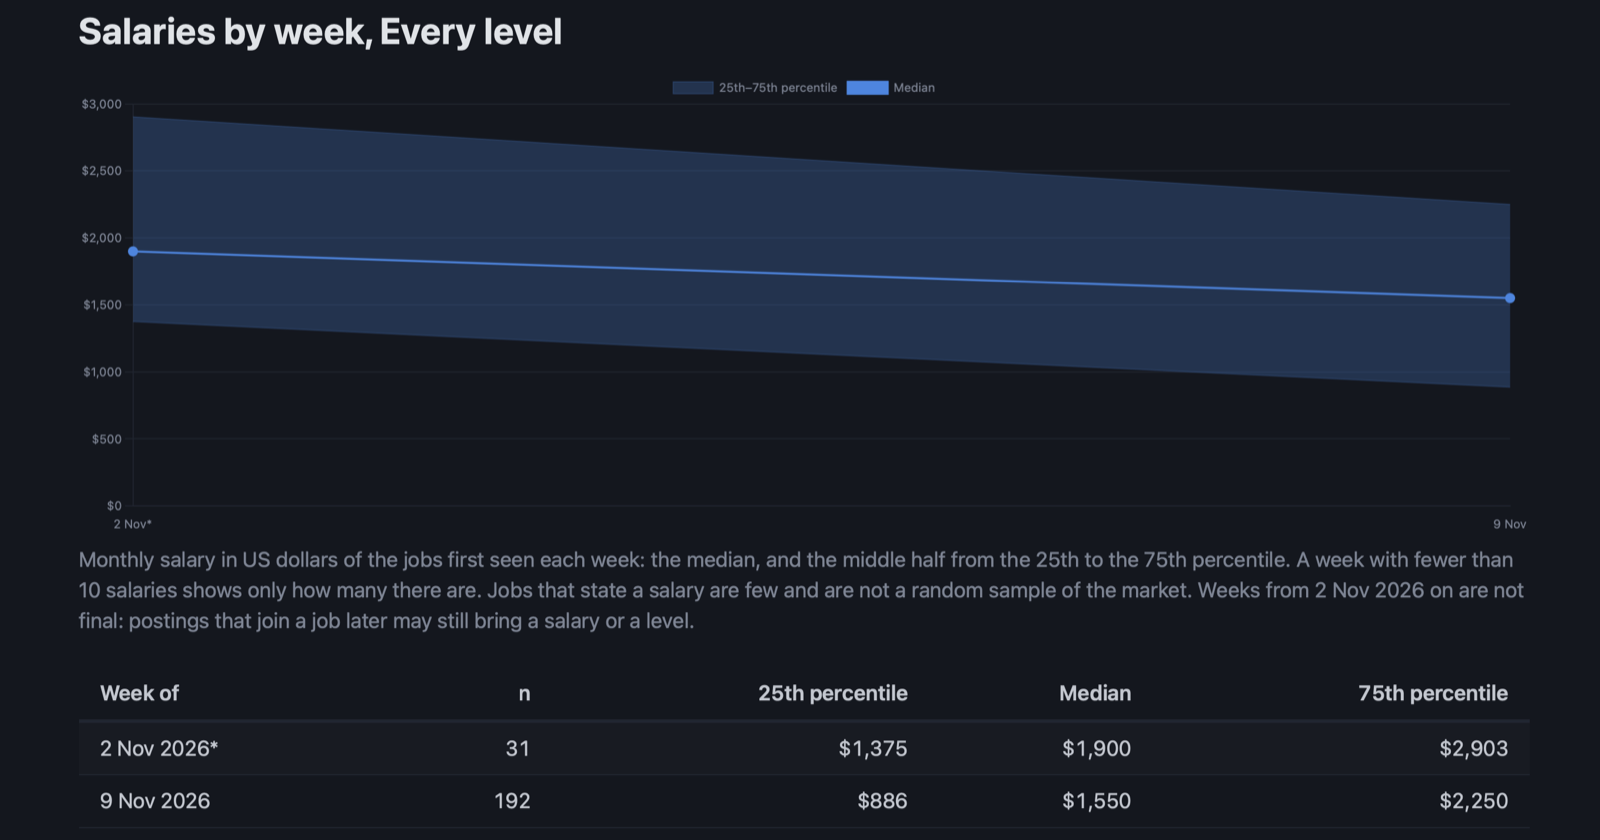 Salaries by week, Every level
25th–75th percentile
Median
$3,000
$2,500
$2,000
$1,500
$1,000
$500
$0
2 Nov*
9 Nov
Monthly salary in US dollars of the jobs first seen each week: the median, and the middle half from the 25th to the 75th percentile. A week with fewer than
10 salaries shows only how many there are. Jobs that state a salary are few and are not a random sample of the market. Weeks from 2 Nov 2026 on are not
final: postings that join a job later may still bring a salary or a level.
Week of n 25th percentile Median 75th percentile
2 Nov 2026* 31 $1,375 $1,900 $2,903
9 Nov 2026 192 $886 $1,550 $2,250